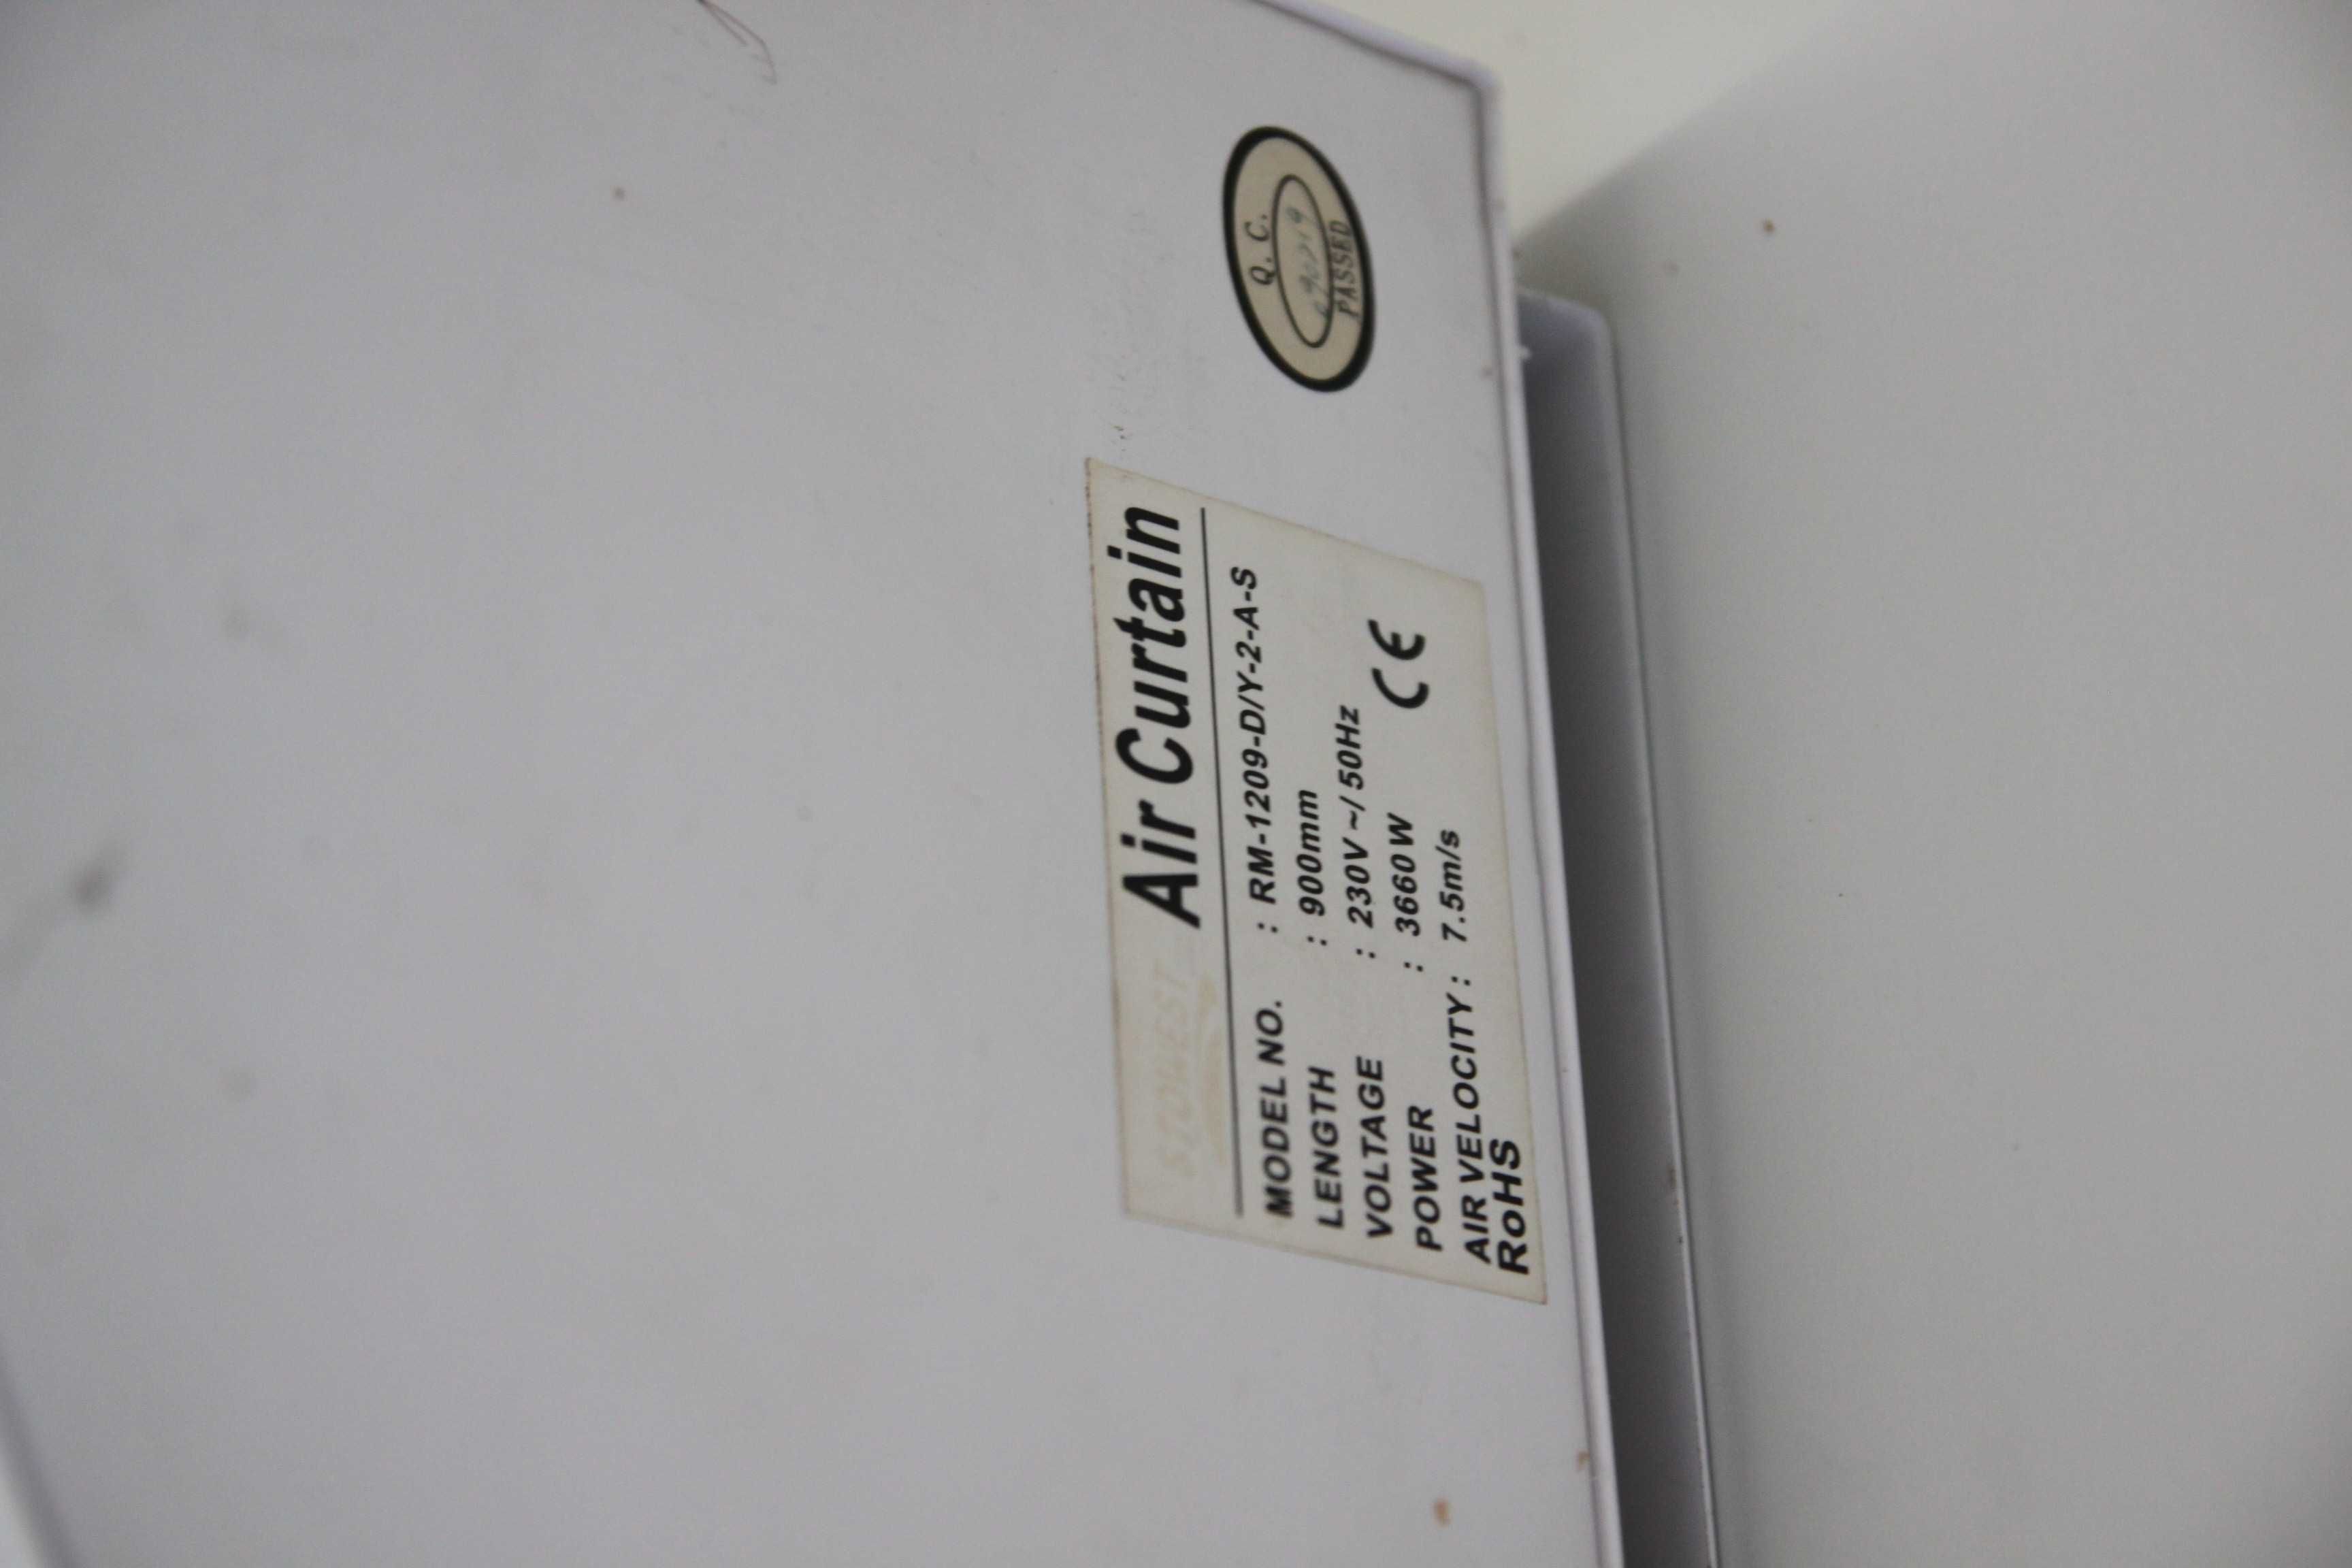 Air Curtain
MODEL NO. : RM-1209-D/Y-2-A-S
LENGTH : 900mm
VOLTAGE : 230V ~/ 50Hz
POWER : 3660W
AIR VELOCITY : 7.5m/s
RoHS CE
Q. C.
PASSED